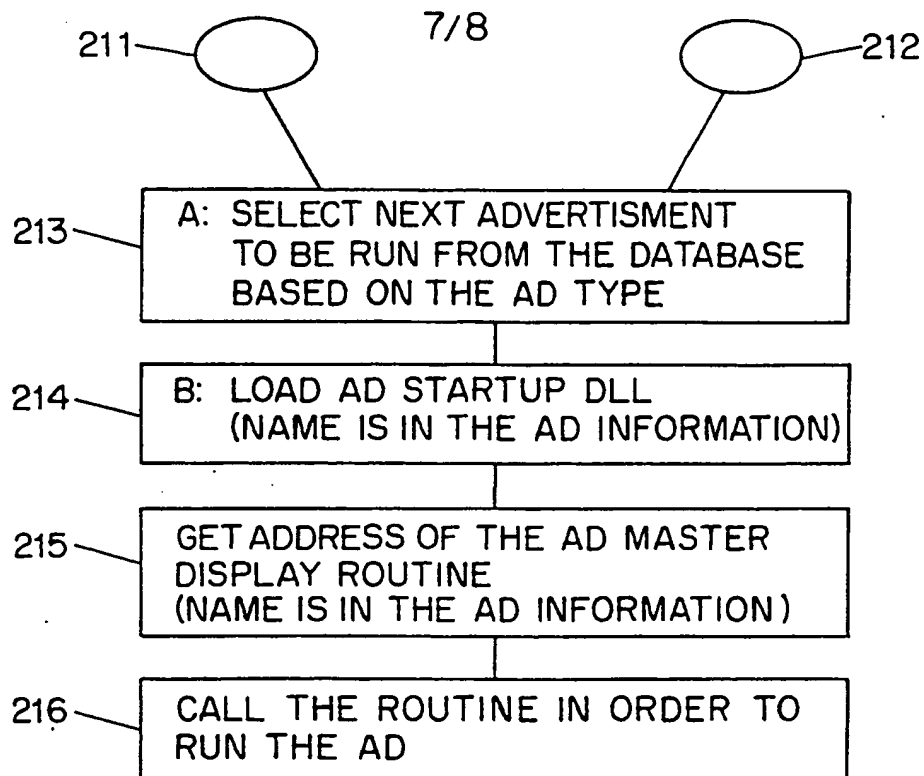 7/8
211
212
213
A: SELECT NEXT ADVERTISMENT
TO BE RUN FROM THE DATABASE
BASED ON THE AD TYPE
214
B: LOAD AD STARTUP DLL
(NAME IS IN THE AD INFORMATION)
215
GET ADDRESS OF THE AD MASTER
DISPLAY ROUTINE
(NAME IS IN THE AD INFORMATION)
216
CALL THE ROUTINE IN ORDER TO
RUN THE AD